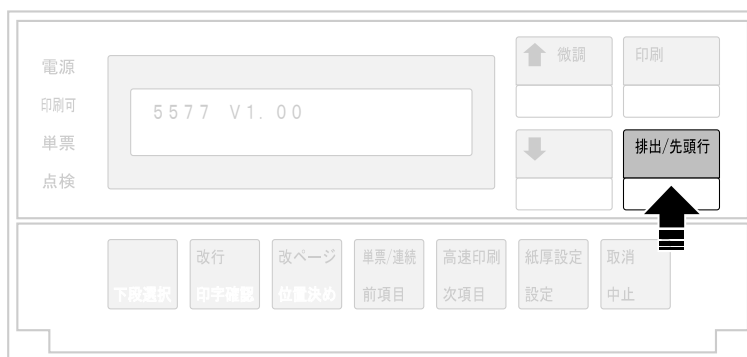 電源
印刷可
単票
点検
5577 V1.00
微調
印刷
排出/先頭行
改行
改ページ
単票/連続
高速印刷
紙厚設定
取消
下段選択
印字確認
位置決め
前項目
次項目
設定
中止